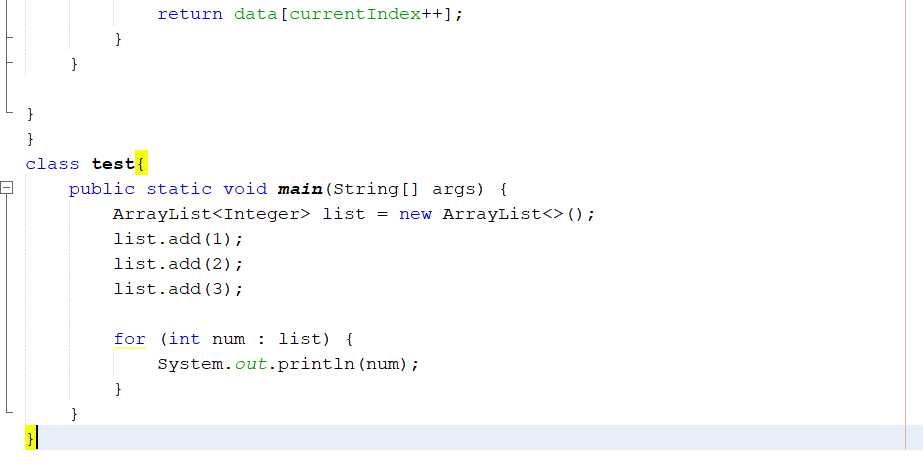 return data[currentIndex++];
}
}
}
}
class test{
public static void main(String[] args) {
ArrayList<Integer> list = new ArrayList<>();
list.add(1);
list.add(2);
list.add(3);
for (int num : list) {
System.out.println(num);
}
}
}